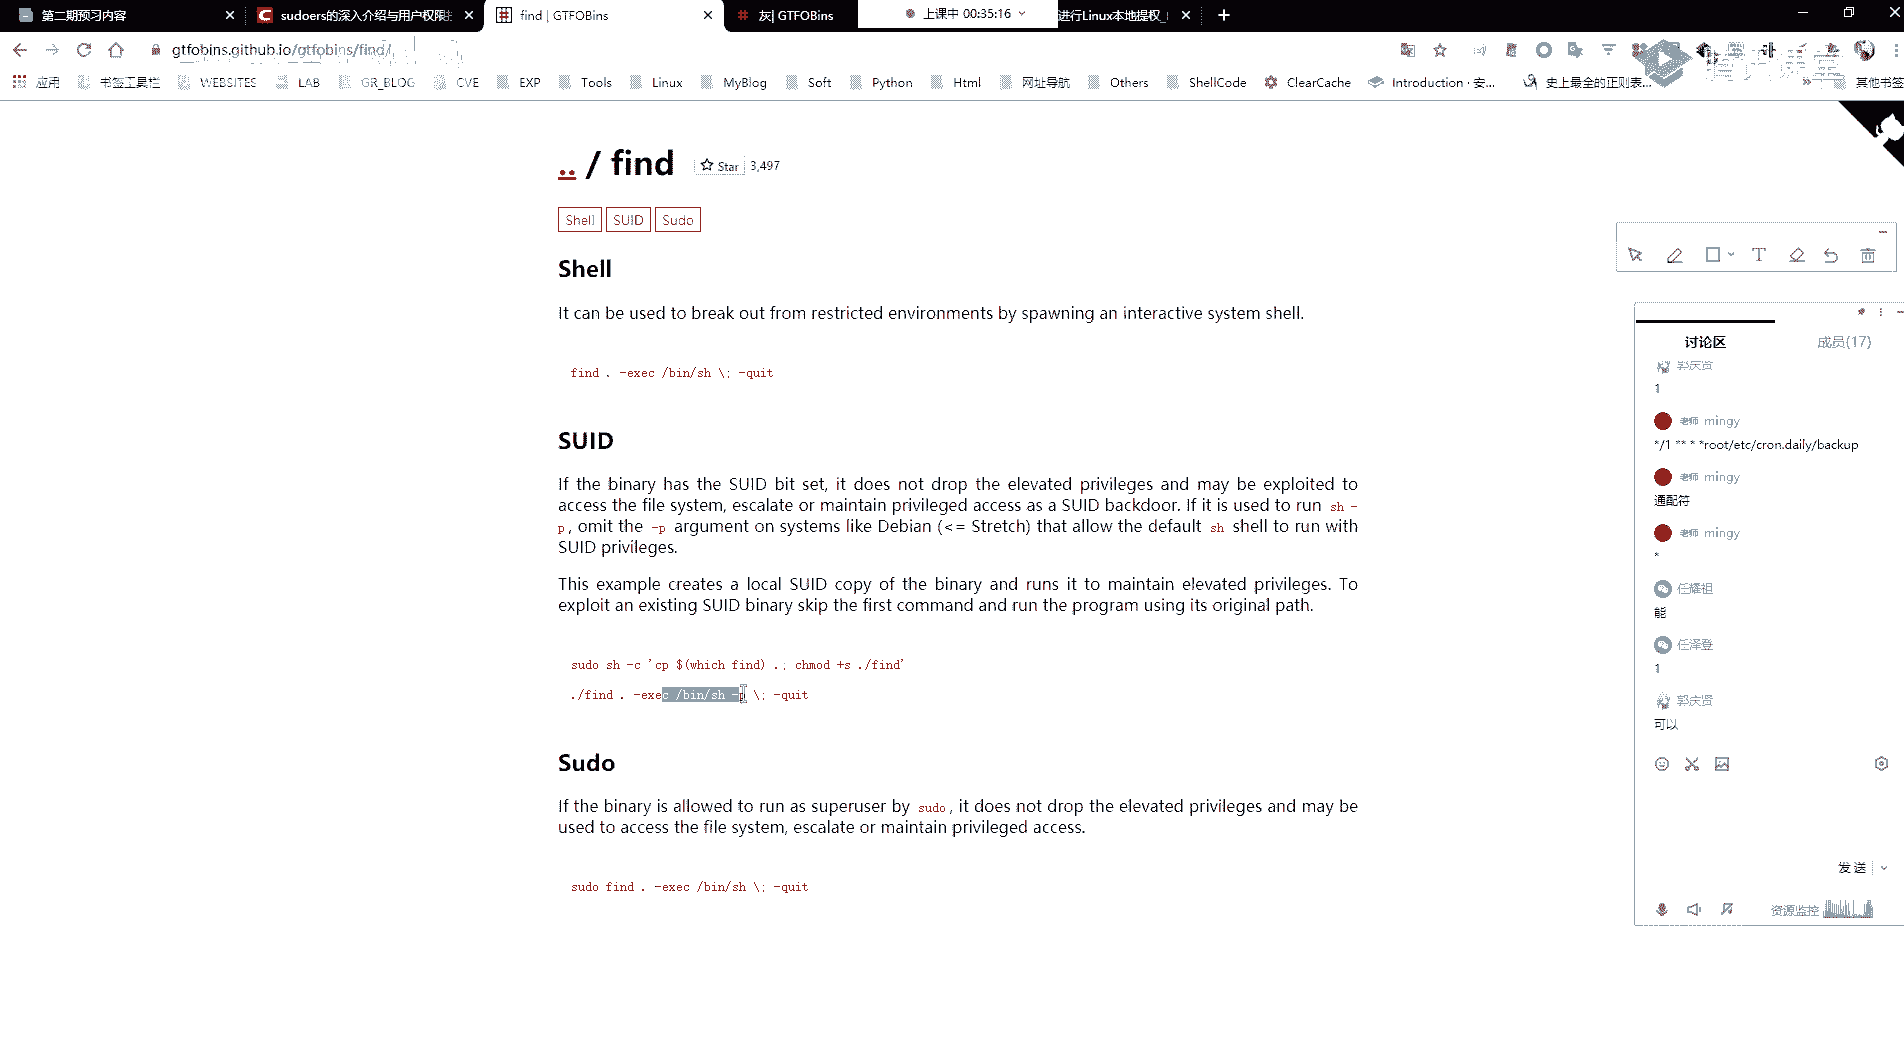 第二期预习内容
sudoers的深入介绍与用户权限
find | GTFOBins
灰| GTFOBins
上课中 00:35:16
进行Linux本地提权_
gtfobins.github.io/gtfobins/find/
应用
书签工具栏
WEBSITES
LAB
GR_BLOG
CVE
EXP
Tools
Linux
MyBlog
Soft
Python
Html
网址导航
Others
ShellCode
ClearCache
Introduction · 安...
史上最全的正则表...
其他书签
.. / find
Star 3,497
Shell
SUID
Sudo
Shell
It can be used to break out from restricted environments by spawning an interactive system shell.
find . -exec /bin/sh \; -quit
SUID
If the binary has the SUID bit set, it does not drop the elevated privileges and may be exploited to
access the file system, escalate or maintain privileged access as a SUID backdoor. If it is used to run sh -
p, omit the -p argument on systems like Debian (<= Stretch) that allow the default sh shell to run with
SUID privileges.
This example creates a local SUID copy of the binary and runs it to maintain elevated privileges. To
exploit an existing SUID binary skip the first command and run the program using its original path.
sudo sh -c 'cp $(which find) .; chmod +s ./find'
./find . -exec /bin/sh -p \; -quit
Sudo
If the binary is allowed to run as superuser by sudo, it does not drop the elevated privileges and may be
used to access the file system, escalate or maintain privileged access.
sudo find . -exec /bin/sh \; -quit
讨论区
成员(17)
郭庆贤
1
老师 mingy
*/1 ** * *root/etc/cron.daily/backup
老师 mingy
通配符
老师 mingy
*
任耀祖
能
任泽登
1
郭庆贤
可以
发送
资源监控